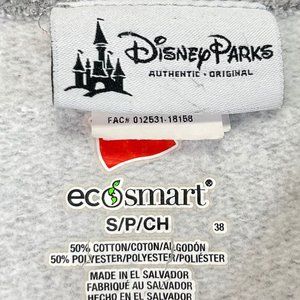 Disney Parks
AUTHENTIC · ORIGINAL
FAC# 012531-18158
ecosmart®
S/P/CH
38
50% COTTON/COTON/ALGODÓN
50% POLYESTER/POLYESTER/POLIÉSTER
MADE IN EL SALVADOR
FABRIQUÉ AU SALVADOR
HECHO EN EL SALVADOR